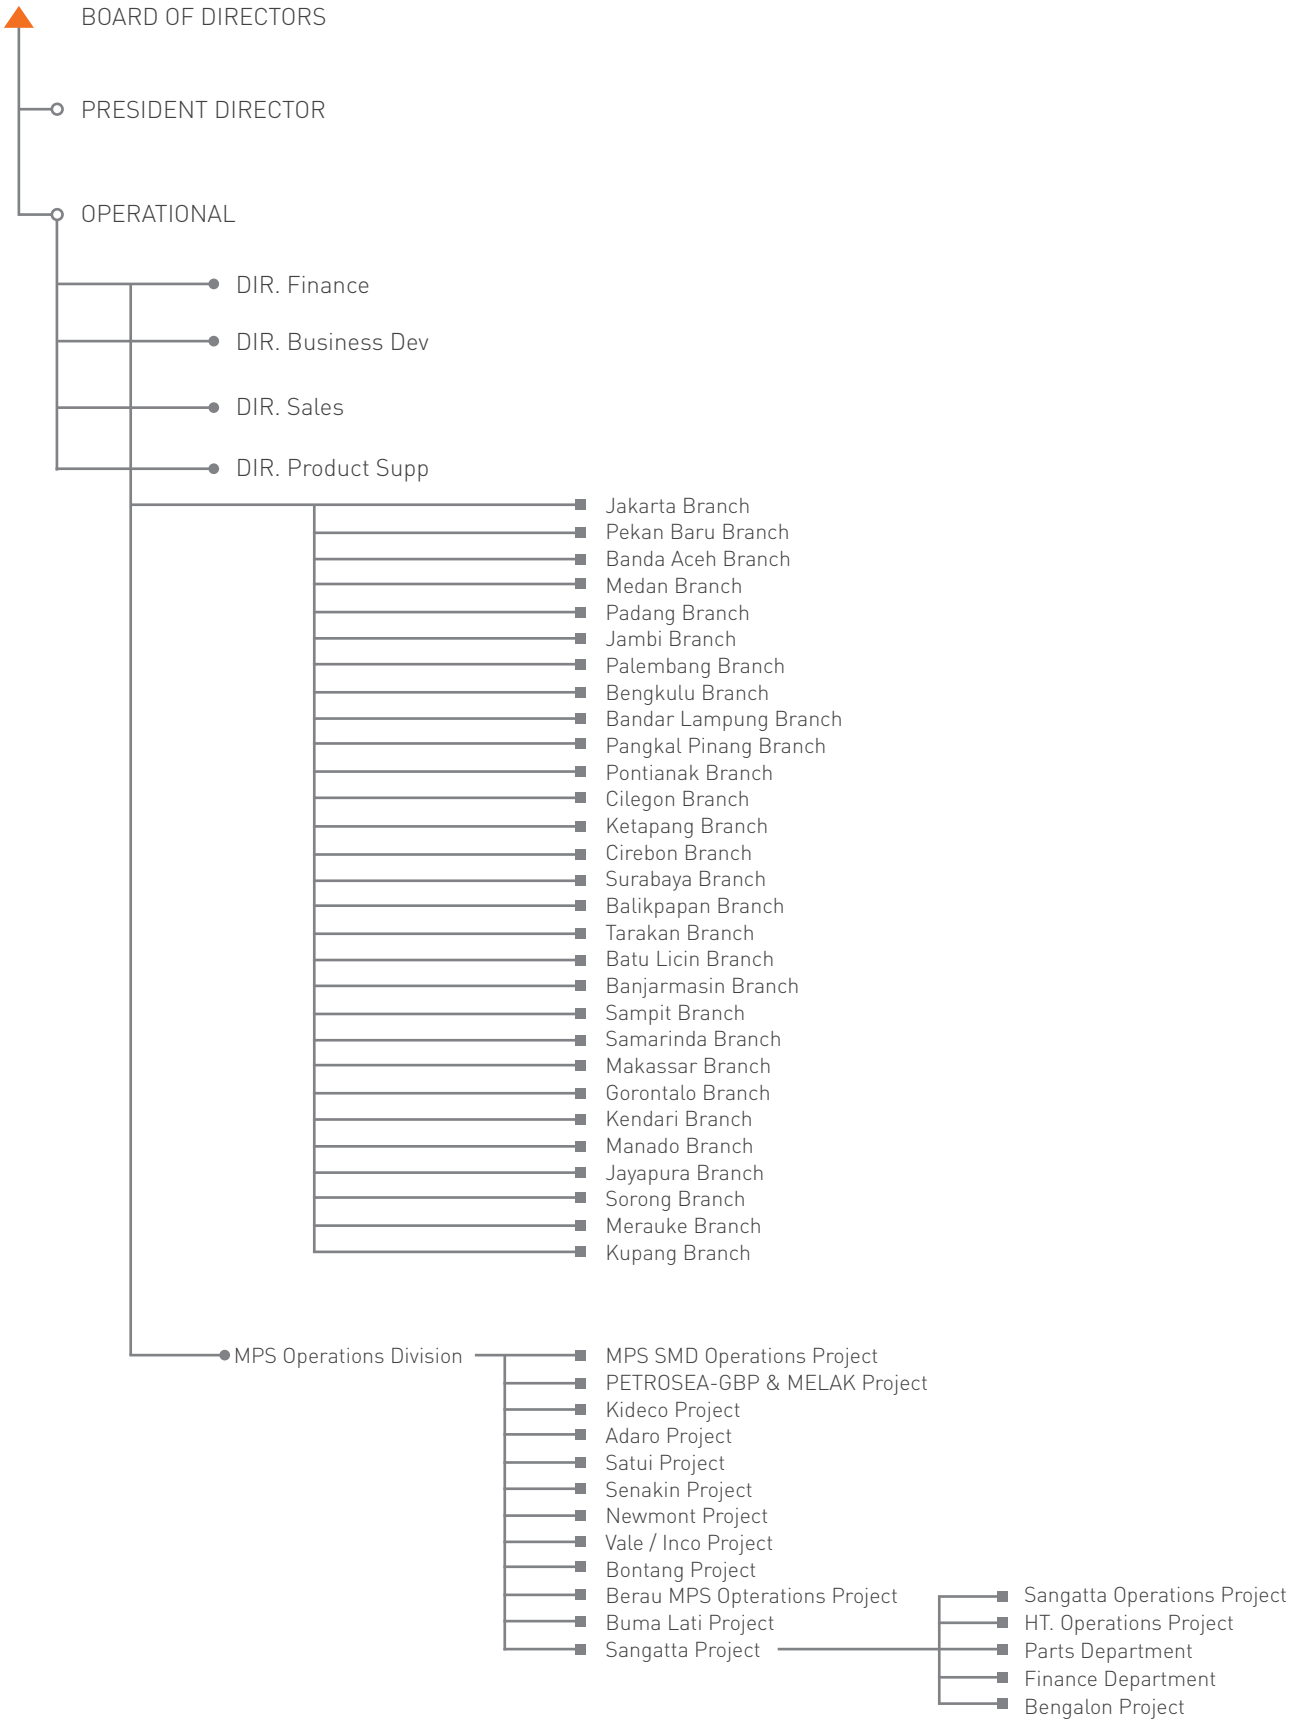 BOARD OF DIRECTORS
PRESIDENT DIRECTOR
OPERATIONAL
DIR. Finance
DIR. Business Dev
DIR. Sales
DIR. Product Supp
Jakarta Branch
Pekan Baru Branch
Banda Aceh Branch
Medan Branch
Padang Branch
Jambi Branch
Palembang Branch
Bengkulu Branch
Bandar Lampung Branch
Pangkal Pinang Branch
Pontianak Branch
Cilegon Branch
Ketapang Branch
Cirebon Branch
Surabaya Branch
Balikpapan Branch
Tarakan Branch
Batu Licin Branch
Banjarmasin Branch
Sampit Branch
Samarinda Branch
Makassar Branch
Gorontalo Branch
Kendari Branch
Manado Branch
Jayapura Branch
Sorong Branch
Merauke Branch
Kupang Branch
MPS Operations Division
MPS SMD Operations Project
PETROSEA-GBP & MELAK Project
Kideco Project
Adaro Project
Satui Project
Senakin Project
Newmont Project
Vale / Inco Project
Bontang Project
Berau MPS Opterations Project
Buma Lati Project
Sangatta Project
Sangatta Operations Project
HT. Operations Project
Parts Department
Finance Department
Bengalon Project